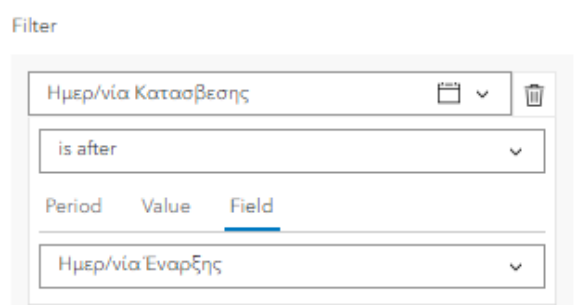 Filter
Ημερ/νία Κατασβεσης
is after
Period Value Field
Ημερ/νία Έναρξης